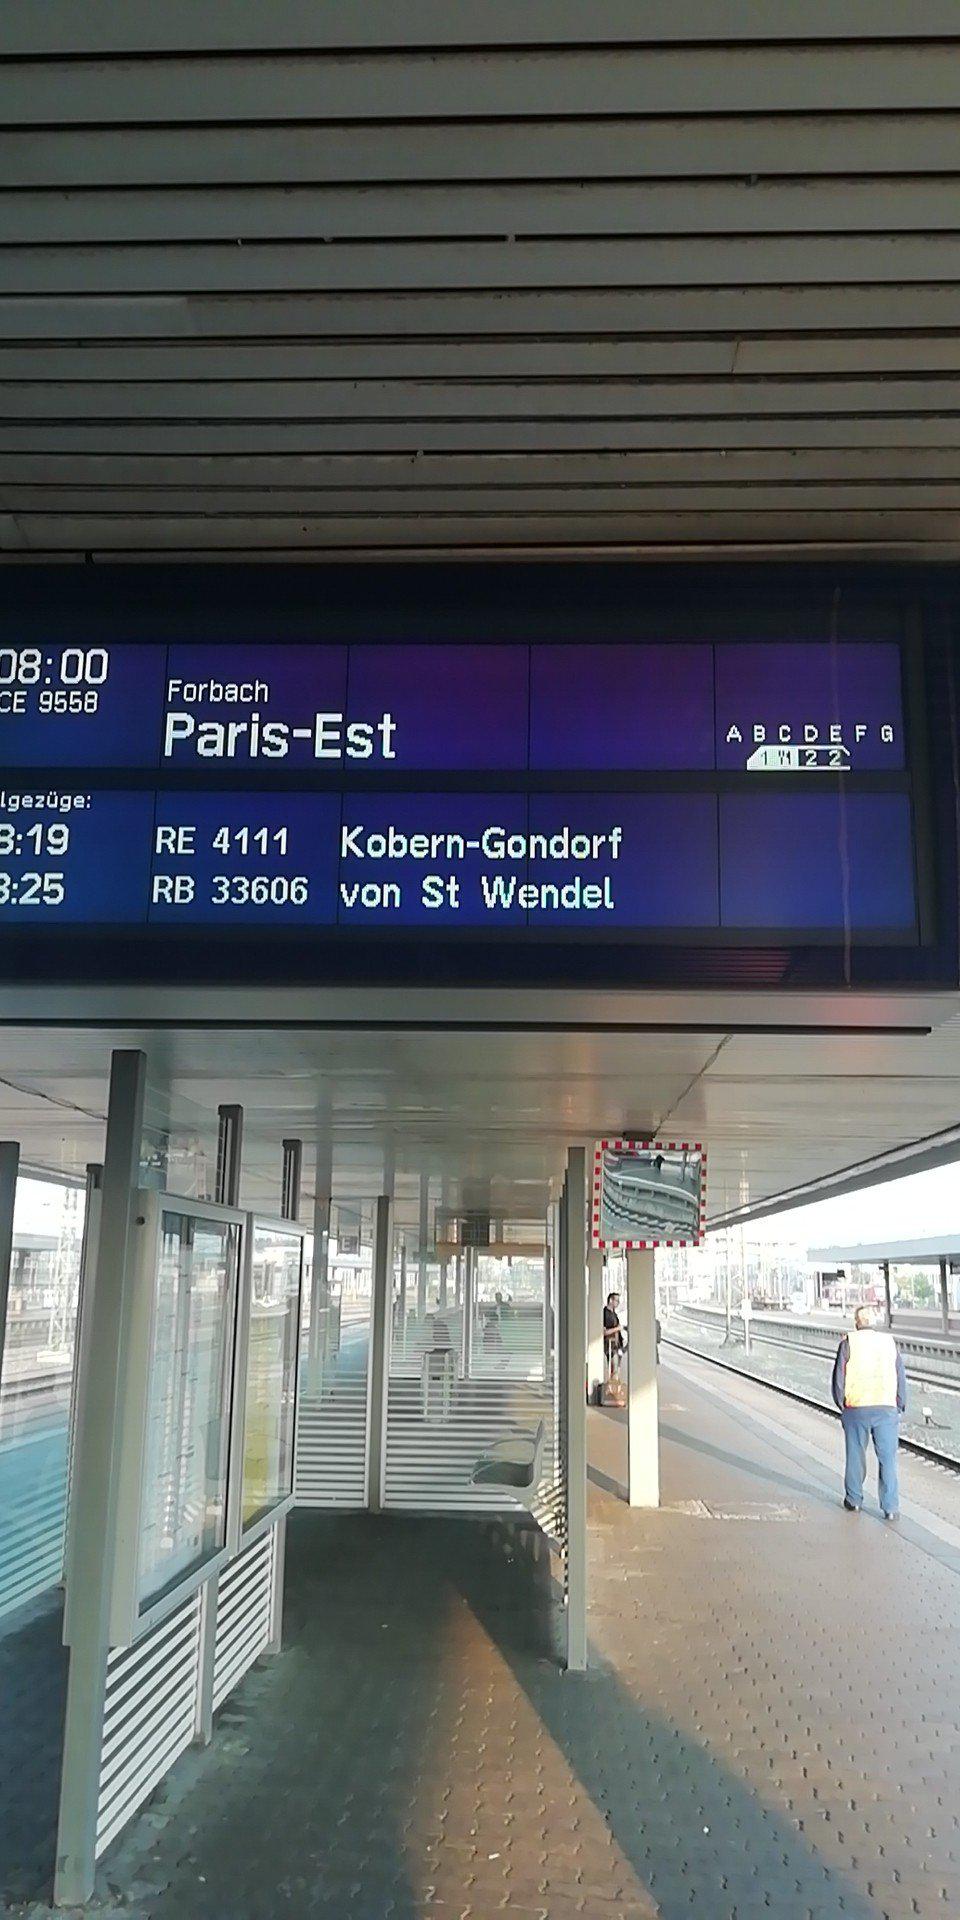 08:00
CE 9558
Forbach
Paris-Est
A B C D E F G
1 2 2
lgezüge:
8:19 RE 4111 Kobern-Gondorf
8:25 RB 33606 von St Wendel